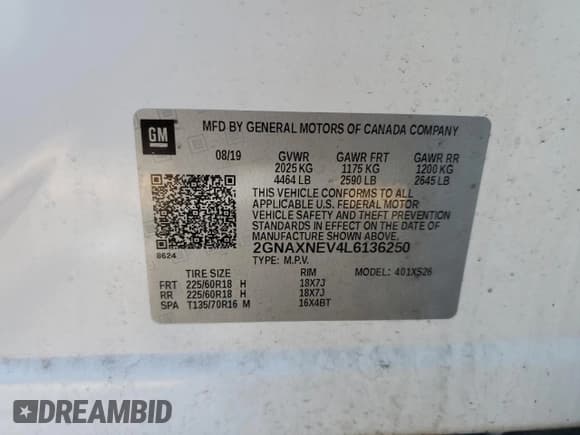 GM
MFD BY GENERAL MOTORS OF CANADA COMPANY
08/19 GVWR GAWR FRT GAWR RR
2025 KG 1175 KG 1200 KG
4464 LB 2590 LB 2645 LB
THIS VEHICLE CONFORMS TO ALL
APPLICABLE U.S. FEDERAL MOTOR
VEHICLE SAFETY AND THEFT PREVENTION
STANDARDS IN EFFECT ON THE DATE OF
MANUFACTURE SHOWN ABOVE.
2GNAXNEV4L6136250
8624 TYPE: M.P.V. MODEL: 401XS26
TIRE SIZE RIM
FRT 225/60R18 H 18X7J
RR 225/60R18 H 18X7J
SPA T135/70R16 M 16X4BT
DREAMBID